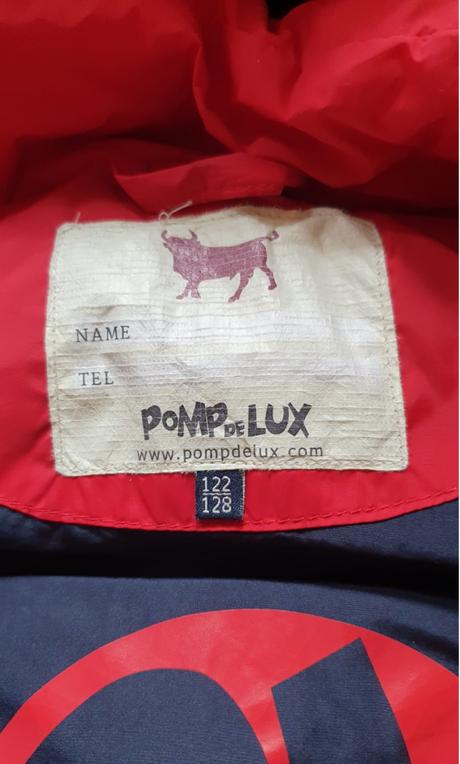 NAME
TEL
POMP DE LUX
www.pompdelux.com
122
128